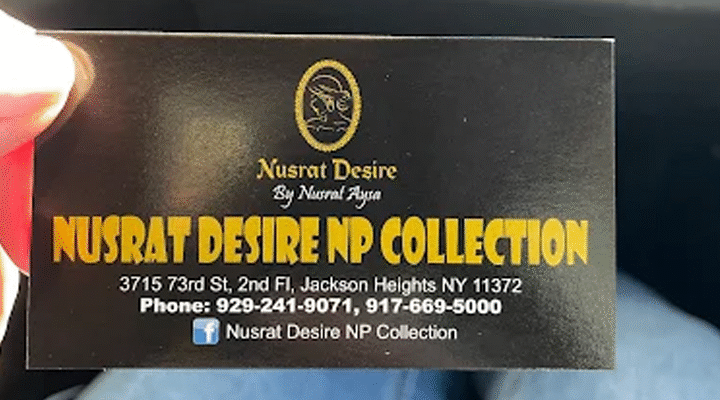 Nusrat Desire
By Nusrat Aysa
NUSRAT DESIRE NP COLLECTION
3715 73rd St, 2nd Fl, Jackson Heights NY 11372
Phone: 929-241-9071, 917-669-5000
f Nusrat Desire NP Collection